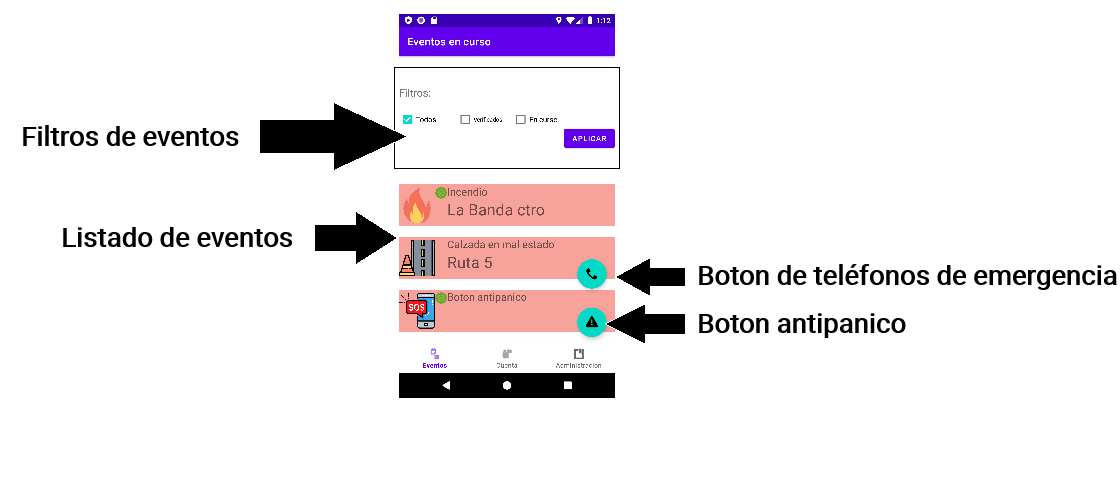 1:12
Eventos en curso
Filtros:
Todos
Verificados
En curso
APLICAR
Filtros de eventos
Incendio
La Banda ctro
Listado de eventos
Calzada en mal estado
Ruta 5
Boton de teléfonos de emergencia
SOS
Boton antipanico
Boton antipanico
Eventos
Cuenta
Administracion